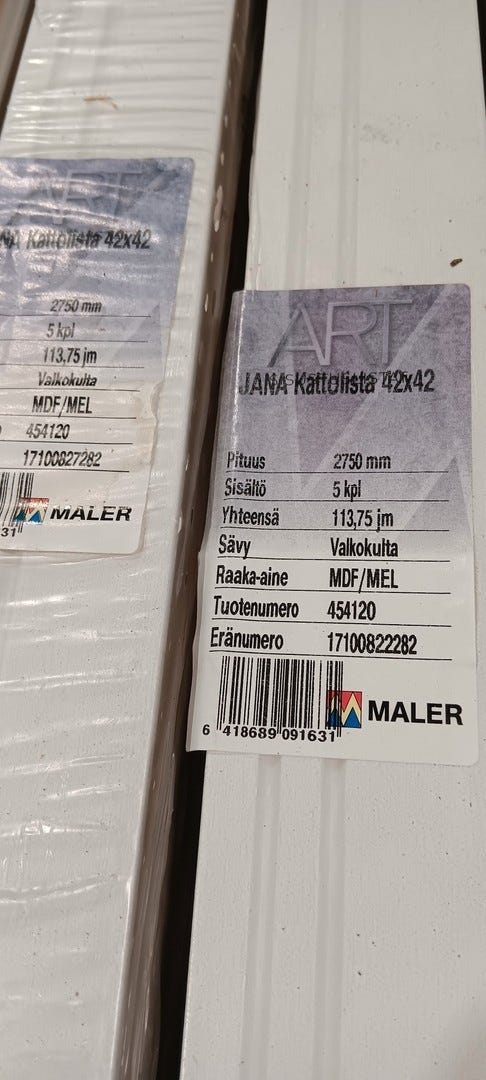 ART
Kattolista 42x42
2750 mm
5 kpl
113,75 jm
Valkokulta
MDF/MEL
454120
17100827282
31
MALER
ART
JANA Kattolista 42x42
Pituus 2750 mm
Sisältö 5 kpl
Yhteensä 113,75 jm
Sävy Valkokulta
Raaka-aine MDF/MEL
Tuotenumero 454120
Eränumero 17100822282
6 418689 091631
MALER